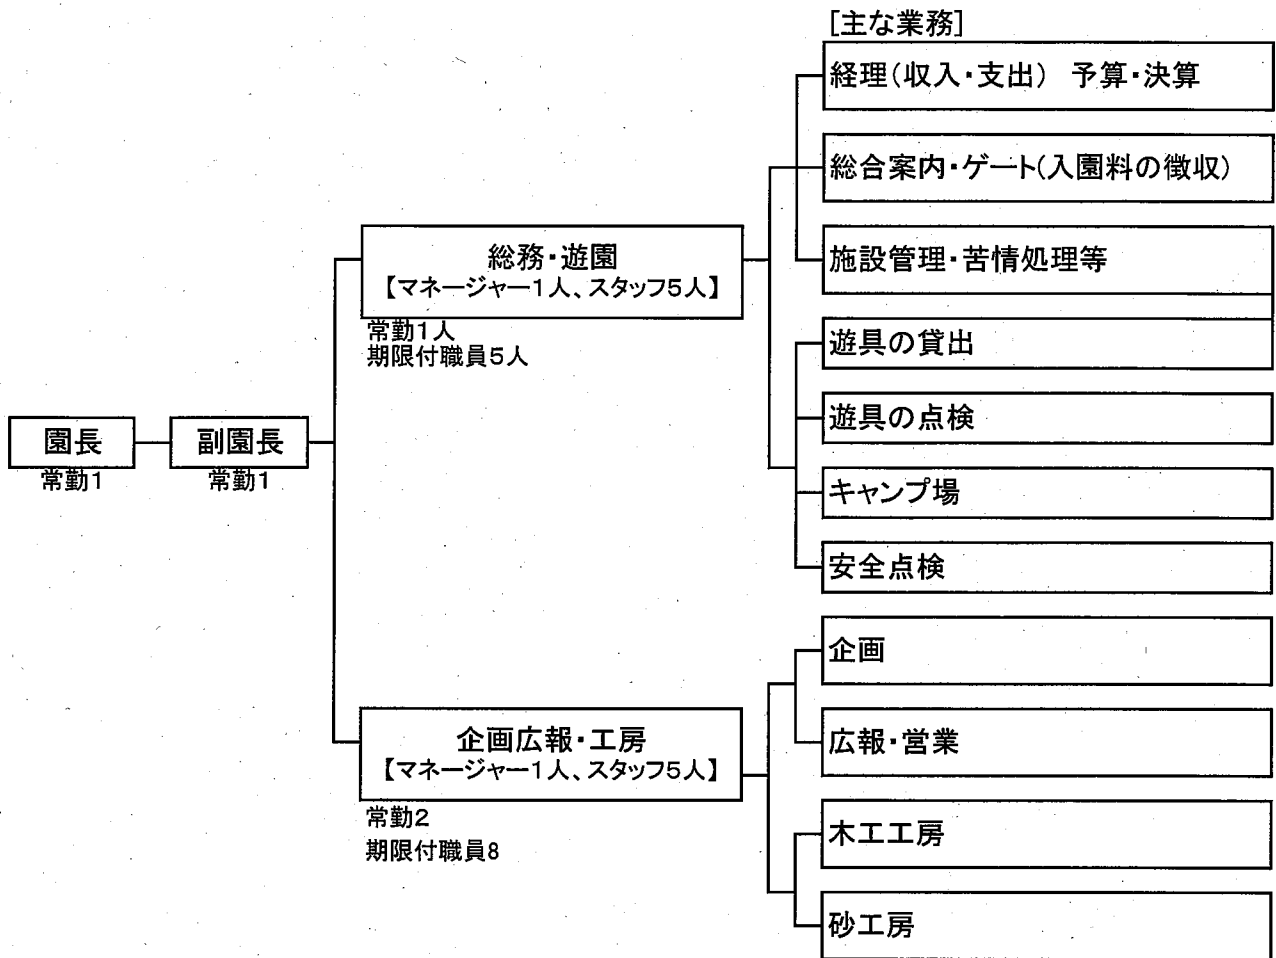 [主な業務]
経理(収入・支出)　予算・決算
総合案内・ゲート(入園料の徴収)
総務・遊園
【マネージャー1人、スタッフ5人】
常勤1人
期限付職員5人
施設管理・苦情処理等
遊具の貸出
遊具の点検
園長
常勤1
副園長
常勤1
キャンプ場
安全点検
企画
企画広報・工房
【マネージャー1人、スタッフ5人】
常勤2
期限付職員8
広報・営業
木工工房
砂工房